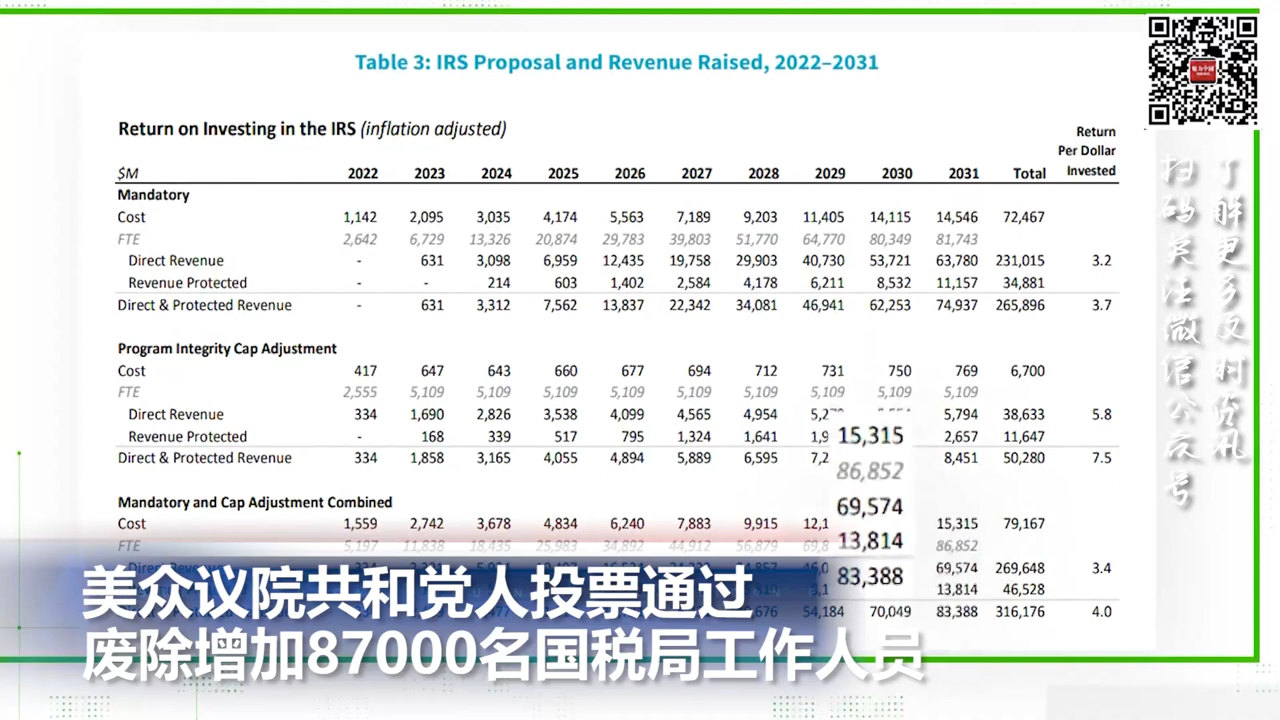 Table 3: IRS Proposal and Revenue Raised, 2022–2031
Return on Investing in the IRS (inflation adjusted)
Return
Per Dollar
Invested
$M 2022 2023 2024 2025 2026 2027 2028 2029 2030 2031 Total
Mandatory
Cost 1,142 2,095 3,035 4,174 5,563 7,189 9,203 11,405 14,115 14,546 72,467
FTE 2,642 6,729 13,326 20,874 29,783 39,803 51,770 64,770 80,349 81,743
Direct Revenue - 631 3,098 6,959 12,435 19,758 29,903 40,730 53,721 63,780 231,015 3.2
Revenue Protected - - 214 603 1,402 2,584 4,178 6,211 8,532 11,157 34,881
Direct & Protected Revenue - 631 3,312 7,562 13,837 22,342 34,081 46,941 62,253 74,937 265,896 3.7
Program Integrity Cap Adjustment
Cost 417 647 643 660 677 694 712 731 750 769 6,700
FTE 2,555 5,109 5,109 5,109 5,109 5,109 5,109 5,109 5,109 5,109
Direct Revenue 334 1,690 2,826 3,538 4,099 4,565 4,954 5,794 38,633 5.8
Revenue Protected - 168 339 517 795 1,324 1,641 2,657 11,647
Direct & Protected Revenue 334 1,858 3,165 4,055 4,894 5,889 6,595 8,451 50,280 7.5
Mandatory and Cap Adjustment Combined
Cost 1,559 2,742 3,678 4,834 6,240 7,883 9,915 15,315 79,167
FTE 5,197 11,838 18,435 25,983 34,892 44,912 56,879 86,852
69,574 269,648 3.4
13,814 46,528
54,184 70,049 83,388 316,176 4.0
15,315
86,852
69,574
13,814
83,388
美众议院共和党人投票通过
废除增加87000名国税局工作人员
了解更多及时资讯
扫码关注微信公众号